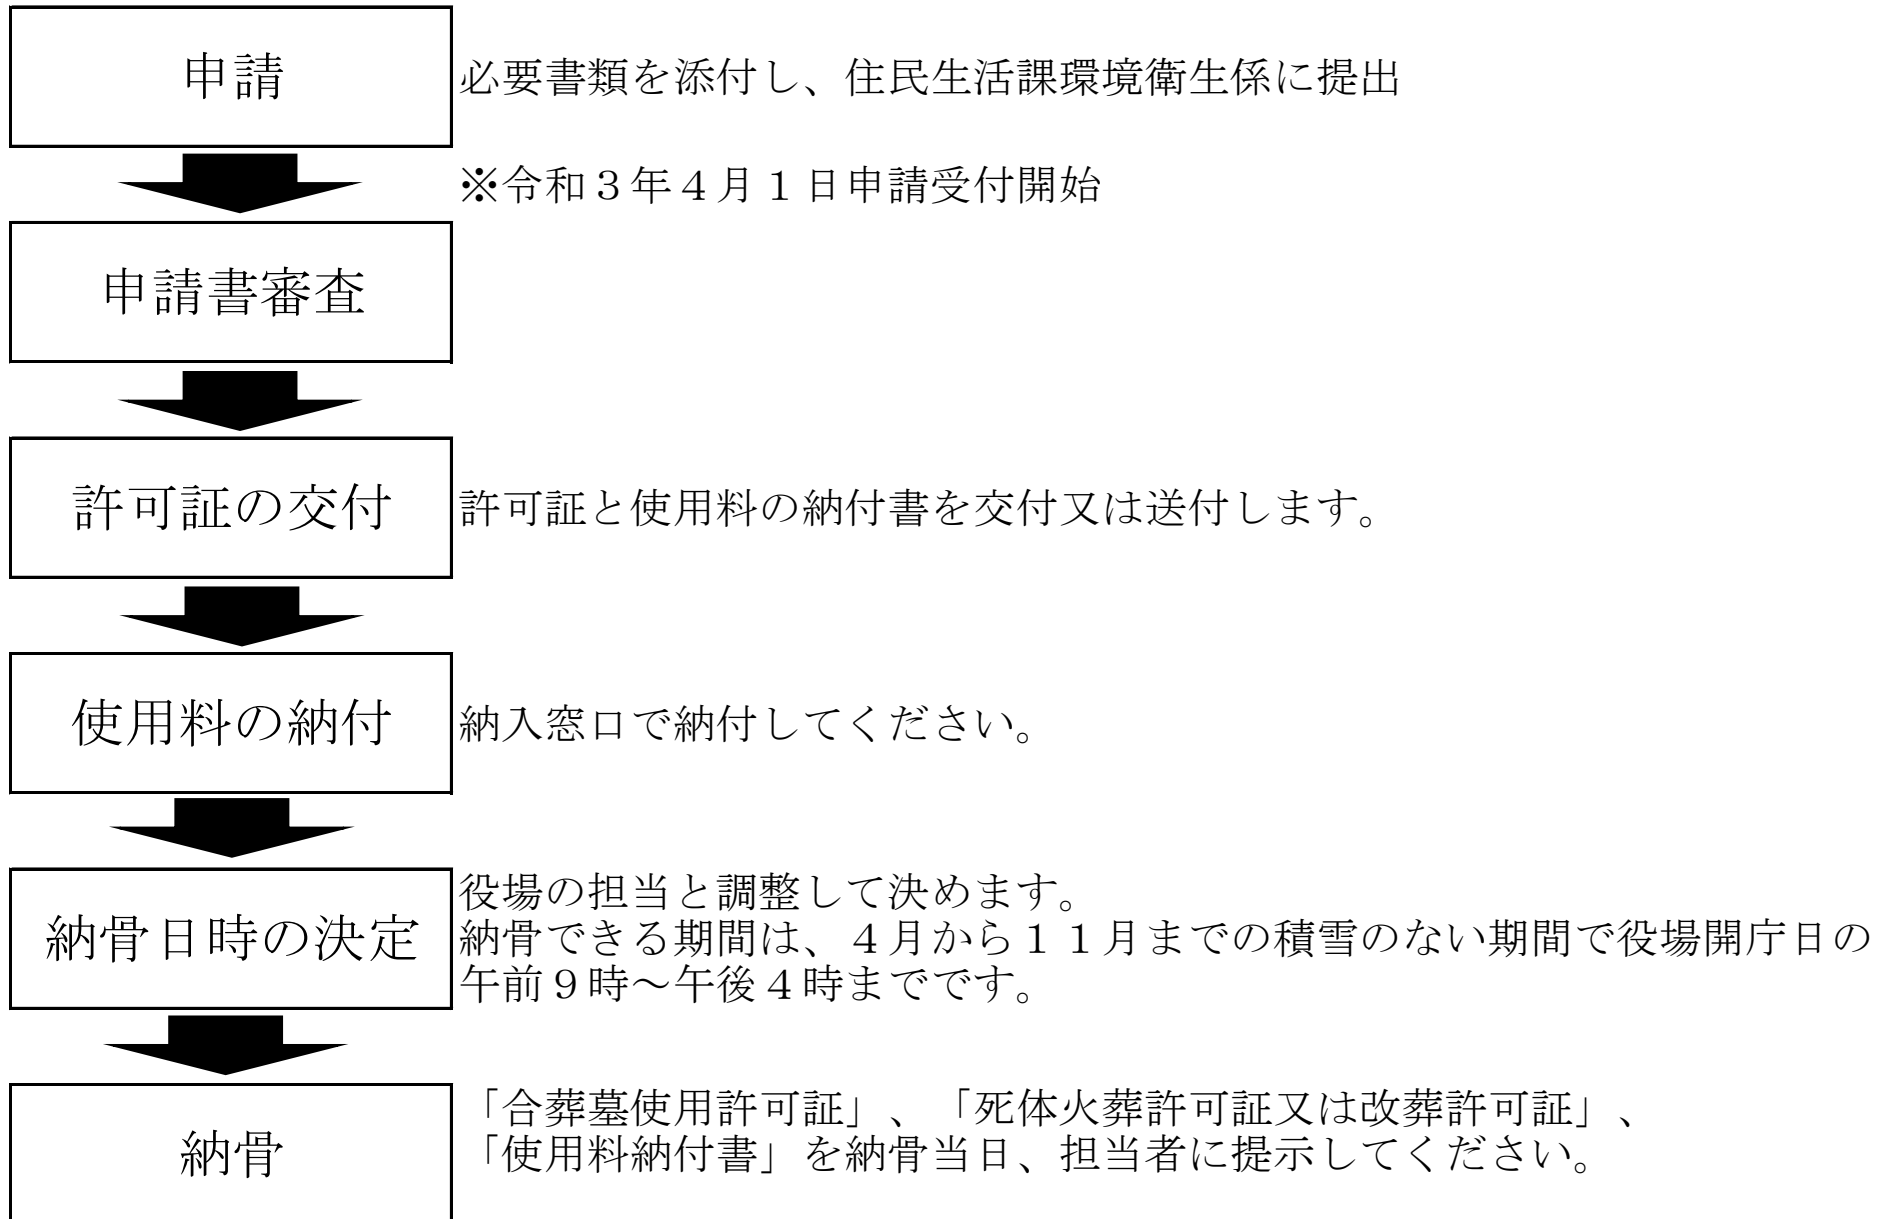 申請
必要書類を添付し、住民生活課環境衛生係に提出
※令和３年４月１日申請受付開始
申請書審査
許可証の交付
許可証と使用料の納付書を交付又は送付します。
使用料の納付
納入窓口で納付してください。
納骨日時の決定
役場の担当と調整して決めます。
納骨できる期間は、４月から１１月までの積雪のない期間で役場開庁日の
午前９時～午後４時までです。
納骨
「合葬墓使用許可証」、「死体火葬許可証又は改葬許可証」、
「使用料納付書」を納骨当日、担当者に提示してください。